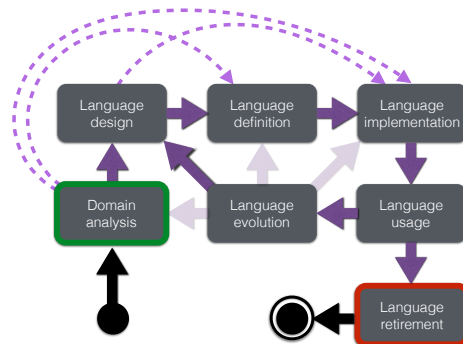 Language
design
Language
definition
Language
implementation
Domain
analysis
Language
evolution
Language
usage
Language
retirement